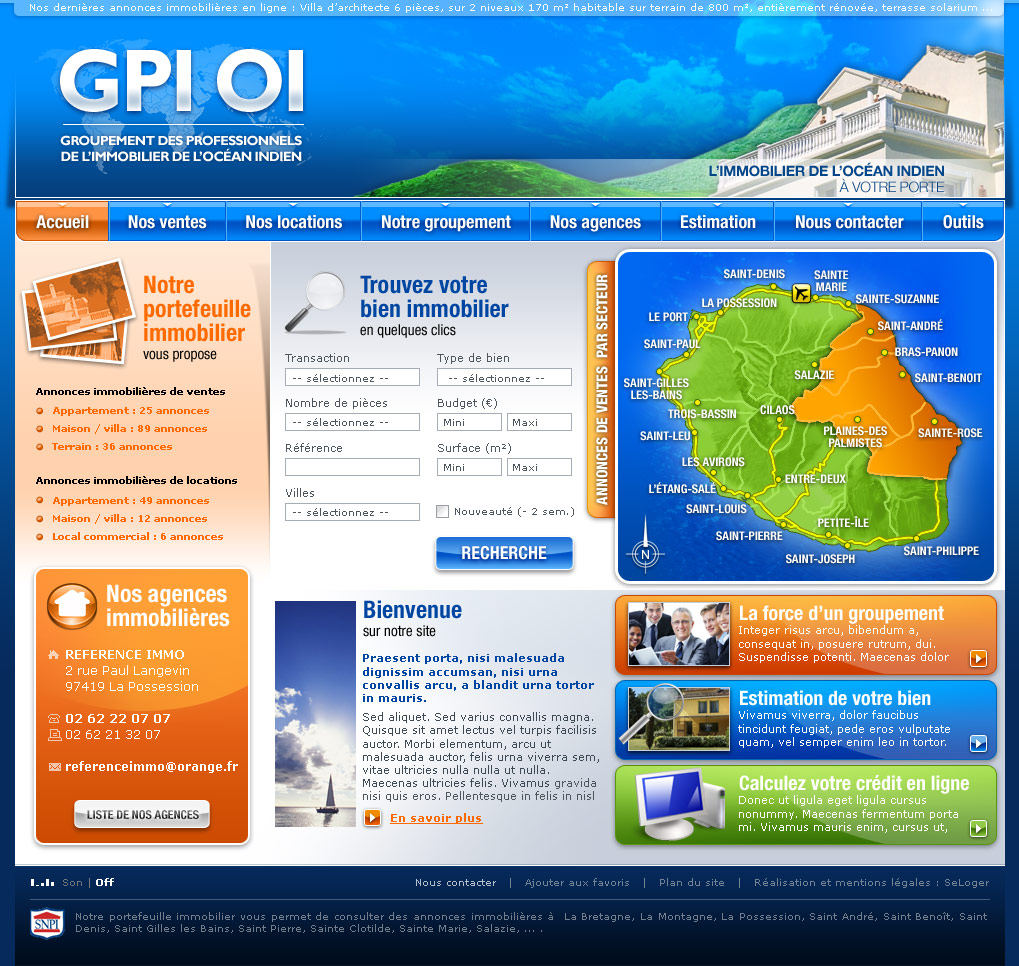 Nos dernières annonces immobilières en ligne : Villa d'architecte 6 pièces, sur 2 niveaux 170 m² habitable sur terrain de 800 m², entièrement rénovée, terrasse solarium ...
GPI OI
GROUPEMENT DES PROFESSIONNELS
DE L'IMMOBILIER DE L'OCÉAN INDIEN
L'IMMOBILIER DE L'OCÉAN INDIEN
À VOTRE PORTE
Accueil
Nos ventes
Nos locations
Notre groupement
Nos agences
Estimation
Nous contacter
Outils
Notre
portefeuille
immobilier
vous propose
Annonces immobilières de ventes
Appartement : 25 annonces
Maison / villa : 89 annonces
Terrain : 36 annonces
Annonces immobilières de locations
Appartement : 49 annonces
Maison / villa : 12 annonces
Local commercial : 6 annonces
Nos agences
immobilières
REFERENCE IMMO
2 rue Paul Langevin
97419 La Possession
02 62 22 07 07
02 62 21 32 07
referenceimmo@orange.fr
LISTE DE NOS AGENCES
Trouvez votre
bien immobilier
en quelques clics
Transaction
-- sélectionnez --
Type de bien
-- sélectionnez --
Nombre de pièces
-- sélectionnez --
Budget (€)
Mini
Maxi
Référence
Surface (m²)
Mini
Maxi
Villes
-- sélectionnez --
Nouveauté (- 2 sem.)
RECHERCHE
ANNONCES DE VENTES PAR SECTEUR
SAINT-DENIS
SAINTE
MARIE
LA POSSESSION
SAINTE-SUZANNE
LE PORT
SAINT-ANDRÉ
SAINT-PAUL
BRAS-PANON
SALAZIE
SAINT-BENOIT
SAINT-GILLES
LES-BAINS
TROIS-BASSIN
CILAOS
SAINT-LEU
PLAINES-DES
PALMISTES
SAINTE-ROSE
LES AVIRONS
ENTRE-DEUX
L'ÉTANG-SALÉ
SAINT-LOUIS
PETITE-ÎLE
SAINT-PIERRE
SAINT-JOSEPH
SAINT-PHILIPPE
N
Bienvenue
sur notre site
Praesent porta, nisi malesuada
dignissim accumsan, nisi urna
convallis arcu, a blandit urna tortor
in mauris.
Sed aliquet. Sed varius convallis magna.
Quisque sit amet lectus vel turpis facilisis
auctor. Morbi elementum, arcu ut
malesuada auctor, felis urna viverra sem,
vitae ultricies nulla nulla ut nulla.
Maecenas ultricies felis. Vivamus gravida
nisi quis eros. Pellentesque in felis in nisl
En savoir plus
La force d'un groupement
Integer risus arcu, bibendum a,
consequat in, posuere rutrum, dui.
Suspendisse potenti. Maecenas dolor
Estimation de votre bien
Vivamus viverra, dolor faucibus
tincidunt feugiat, pede eros vulputate
quam, vel semper enim leo in tortor.
Calculez votre crédit en ligne
Donec ut ligula eget ligula cursus
nonummy. Maecenas fermentum porta
mi. Vivamus mauris enim, cursus ut,
Son | Off
Nous contacter | Ajouter aux favoris | Plan du site | Réalisation et mentions légales : SeLoger
SNPI
Notre portefeuille immobilier vous permet de consulter des annonces immobilières à La Bretagne, La Montagne, La Possession, Saint André, Saint Benoît, Saint
Denis, Saint Gilles les Bains, Saint Pierre, Sainte Clotilde, Sainte Marie, Salazie, ... .